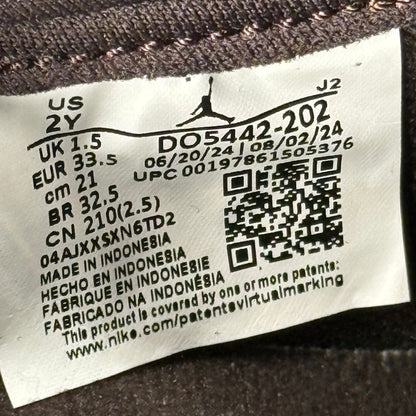 J2
US
2Y
UK 1.5
EUR 33.5
cm 21
BR 32.5
CN 210(2.5)
04AJXXSXN6TD2
DO5442-202
06/20/24 | 08/02/24
UPC 00197861505376
MADE IN INDONESIA
HECHO EN INDONESIA
FABRIQUE EN INDONESIE
FABRICADO NA INDONÉSIA
This product is covered by one or more patents:
www.nike.com/patentsvirtualmarking